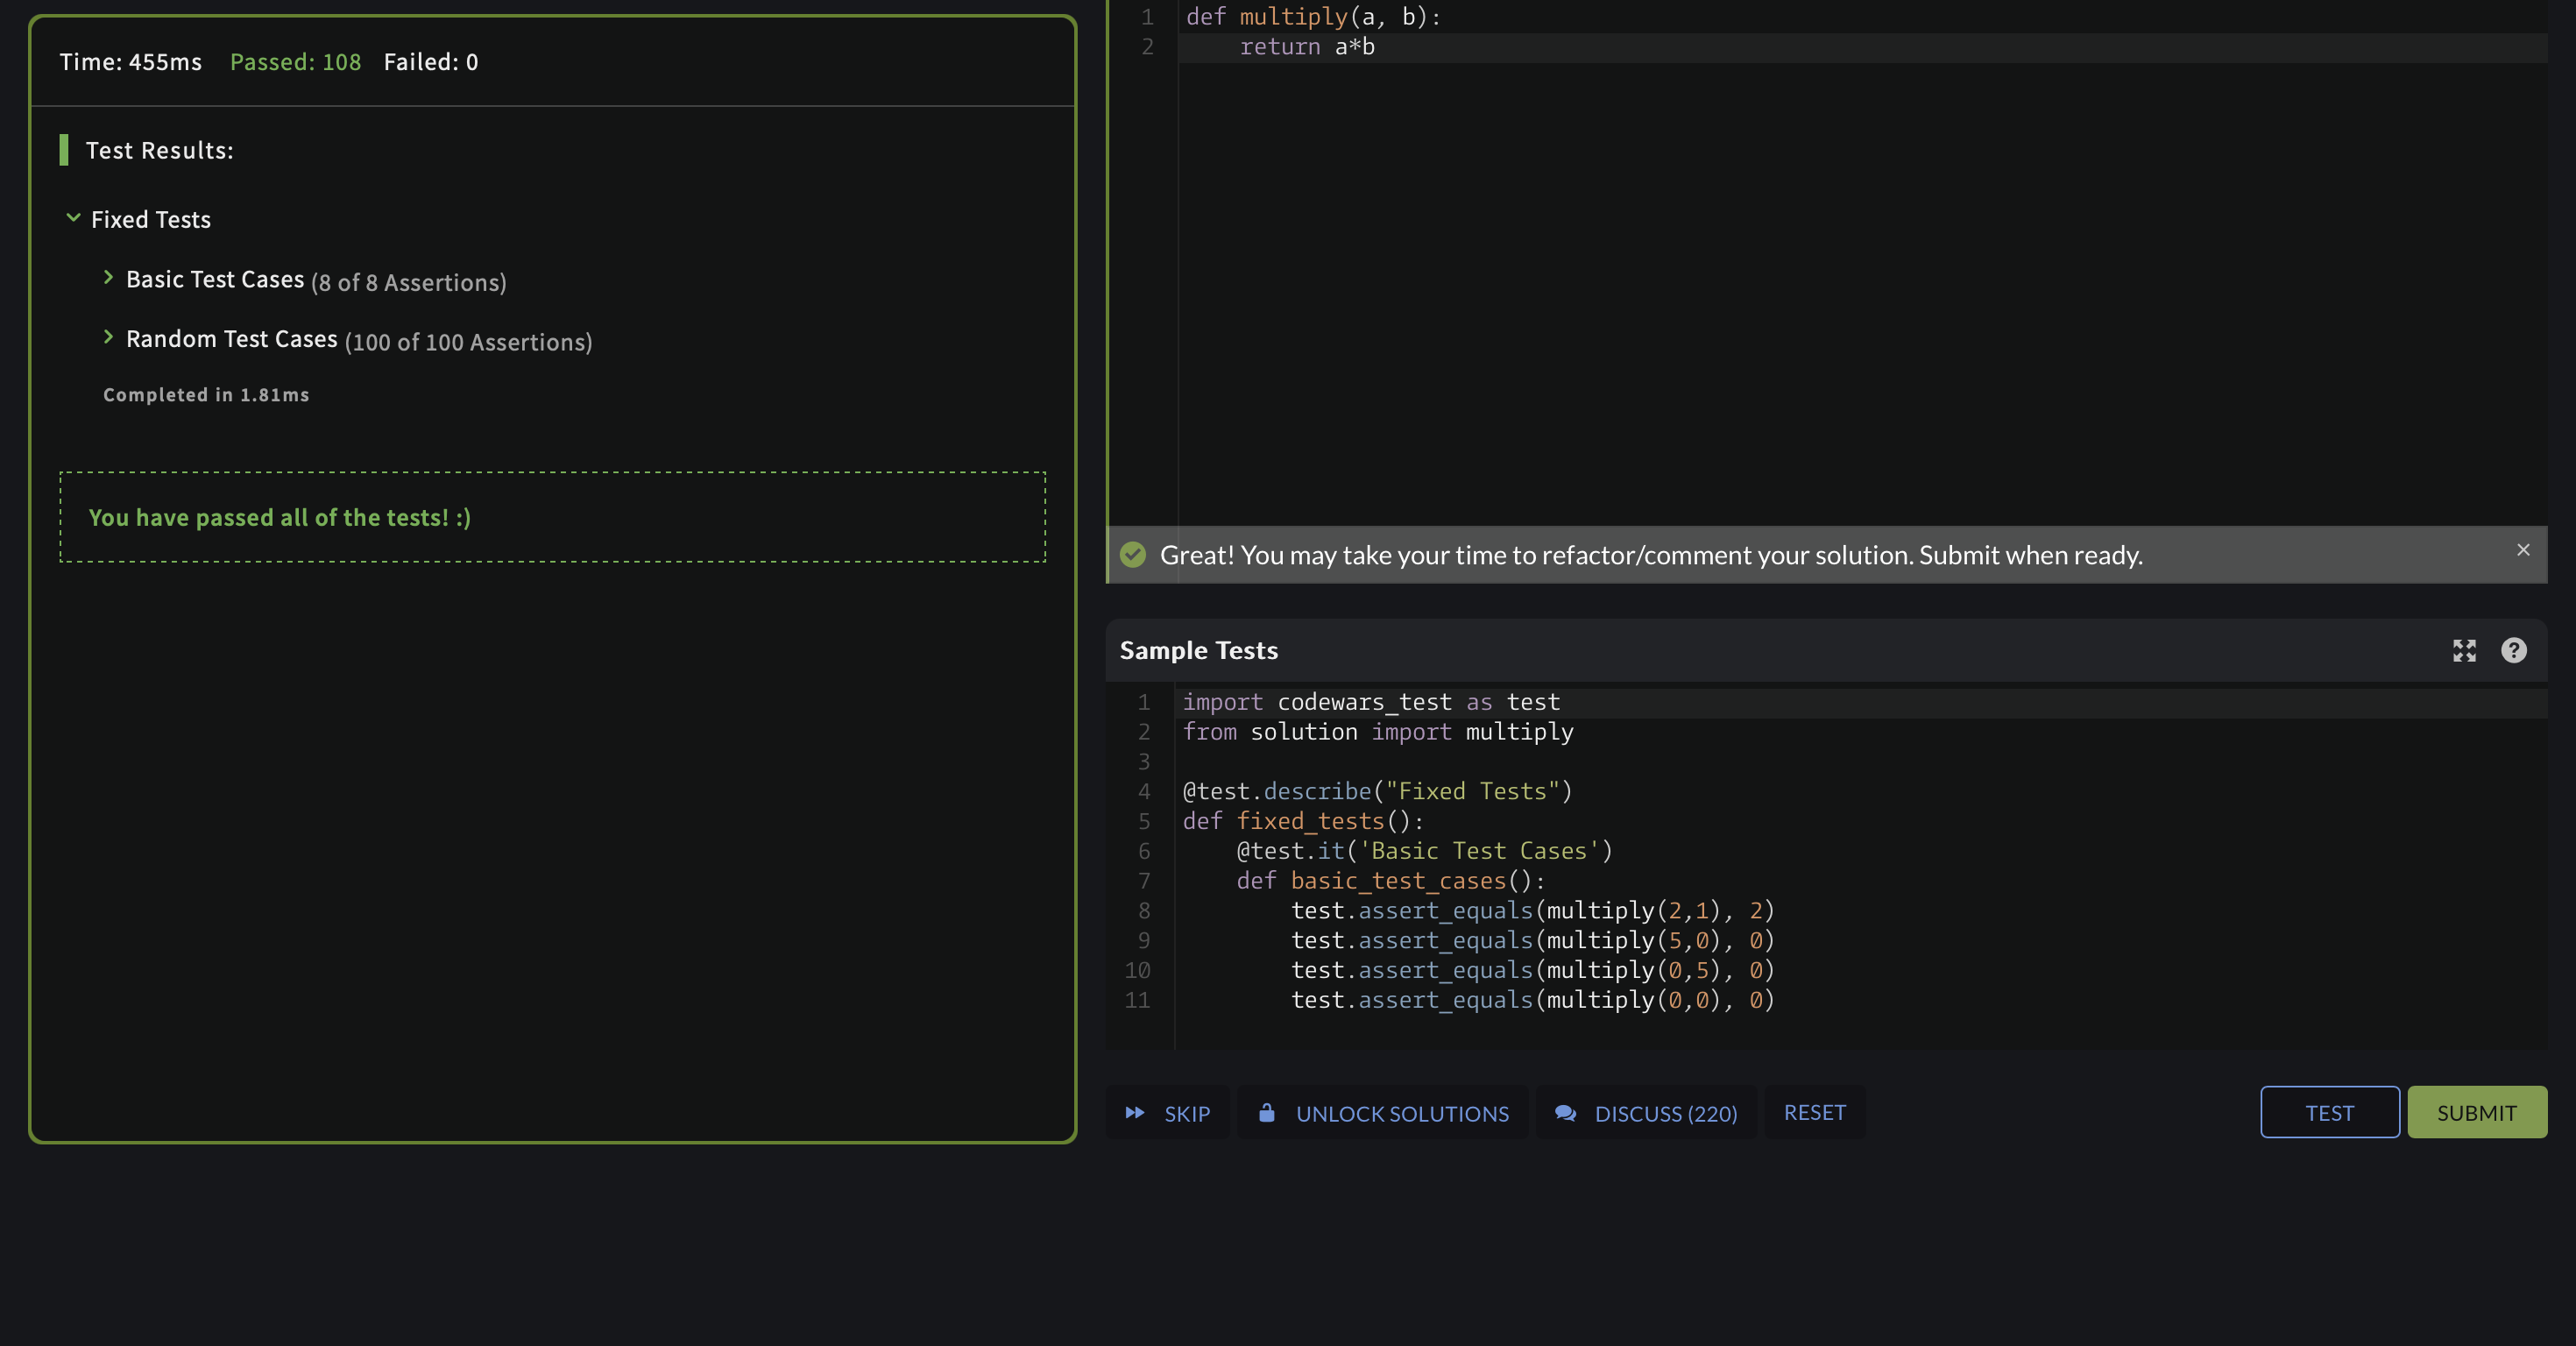 Time: 455ms Passed: 108 Failed: 0
Test Results:
Fixed Tests
Basic Test Cases (8 of 8 Assertions)
Random Test Cases (100 of 100 Assertions)
Completed in 1.81ms
You have passed all of the tests! :)
1 def multiply(a, b):
2     return a*b
Great! You may take your time to refactor/comment your solution. Submit when ready.
Sample Tests
1 import codewars_test as test
2 from solution import multiply
3
4 @test.describe("Fixed Tests")
5 def fixed_tests():
6     @test.it('Basic Test Cases')
7     def basic_test_cases():
8         test.assert_equals(multiply(2,1), 2)
9         test.assert_equals(multiply(5,0), 0)
10         test.assert_equals(multiply(0,5), 0)
11         test.assert_equals(multiply(0,0), 0)
SKIP UNLOCK SOLUTIONS DISCUSS (220) RESET TEST SUBMIT